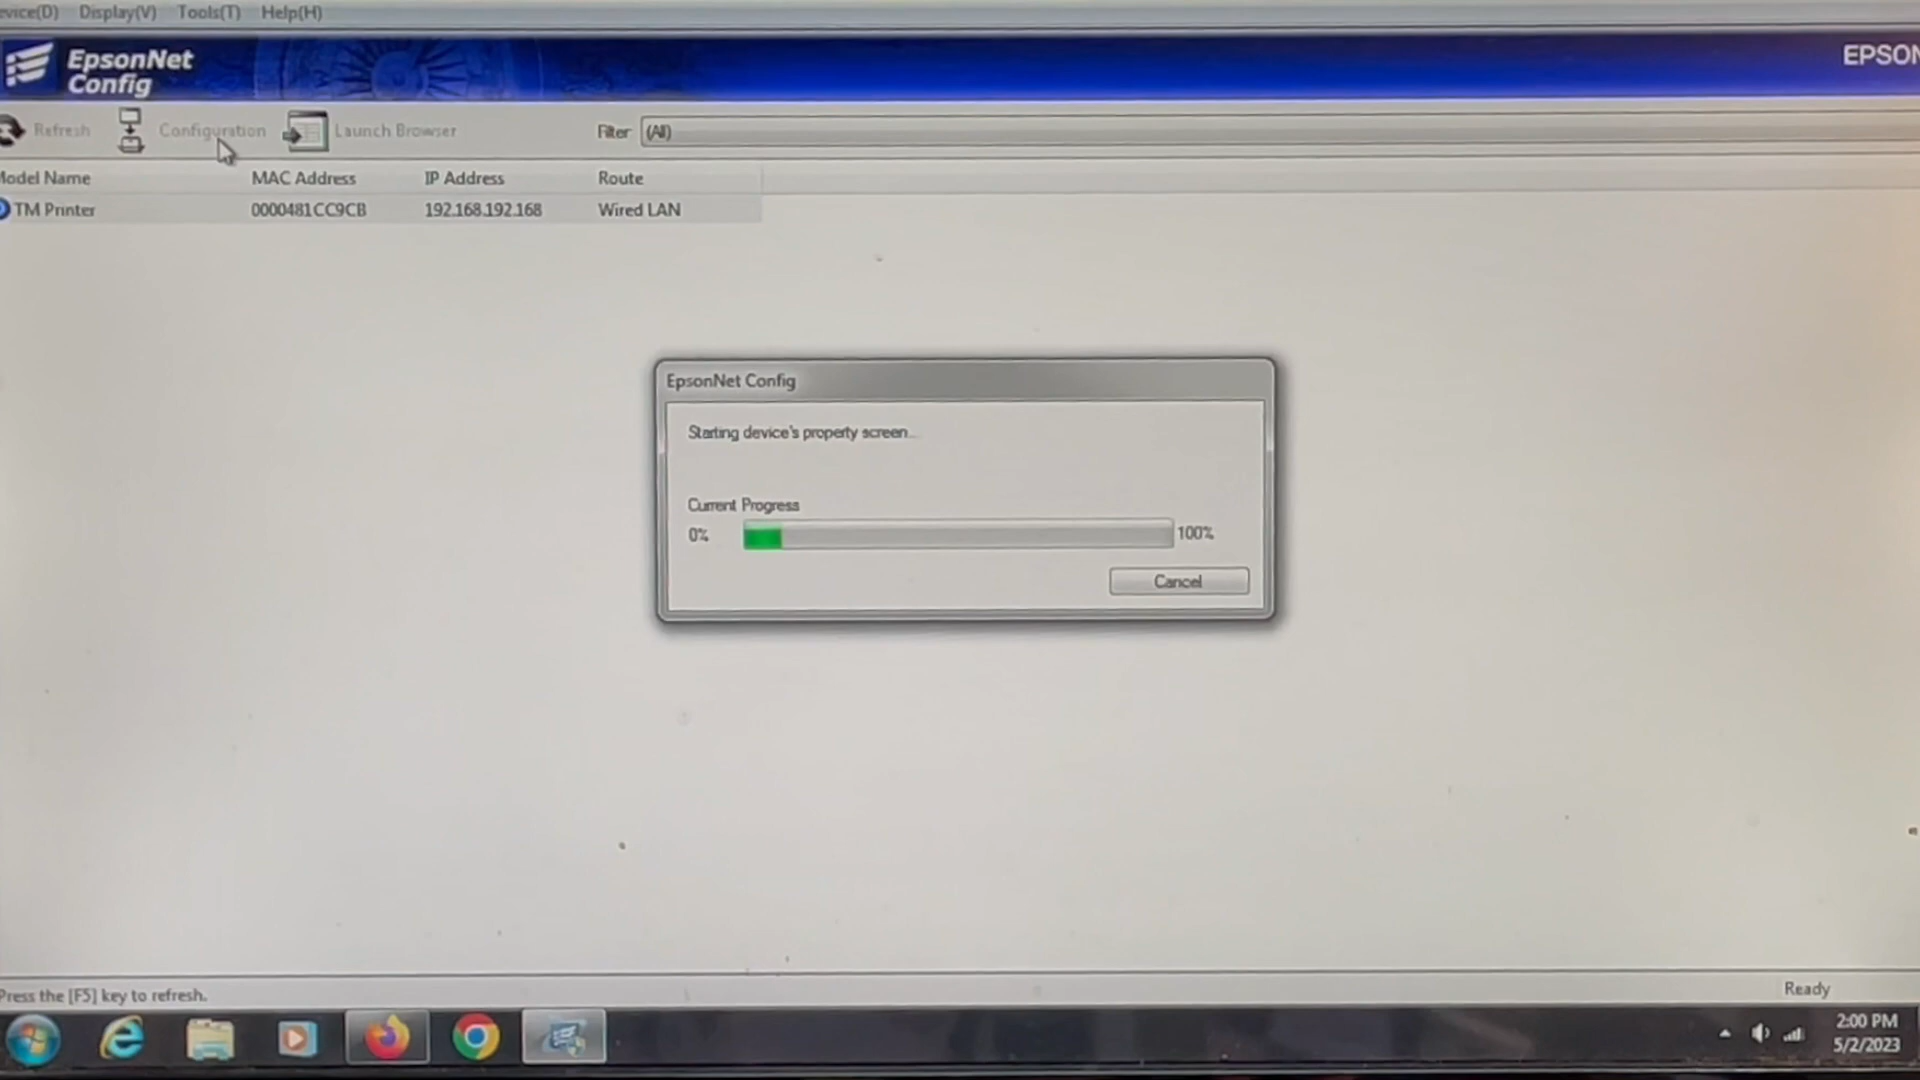 evice(D) Display(V) Tools(T) Help(H)
EpsonNet
Config
EPSON
Refresh Configuration Launch Browser Filter (All)
Model Name MAC Address IP Address Route
TM Printer 0000481CC9CB 192.168.192.168 Wired LAN
EpsonNet Config
Starting device's property screen...
Current Progress
0% 100%
Cancel
Press the [F5] key to refresh. Ready
2:00 PM
5/2/2023